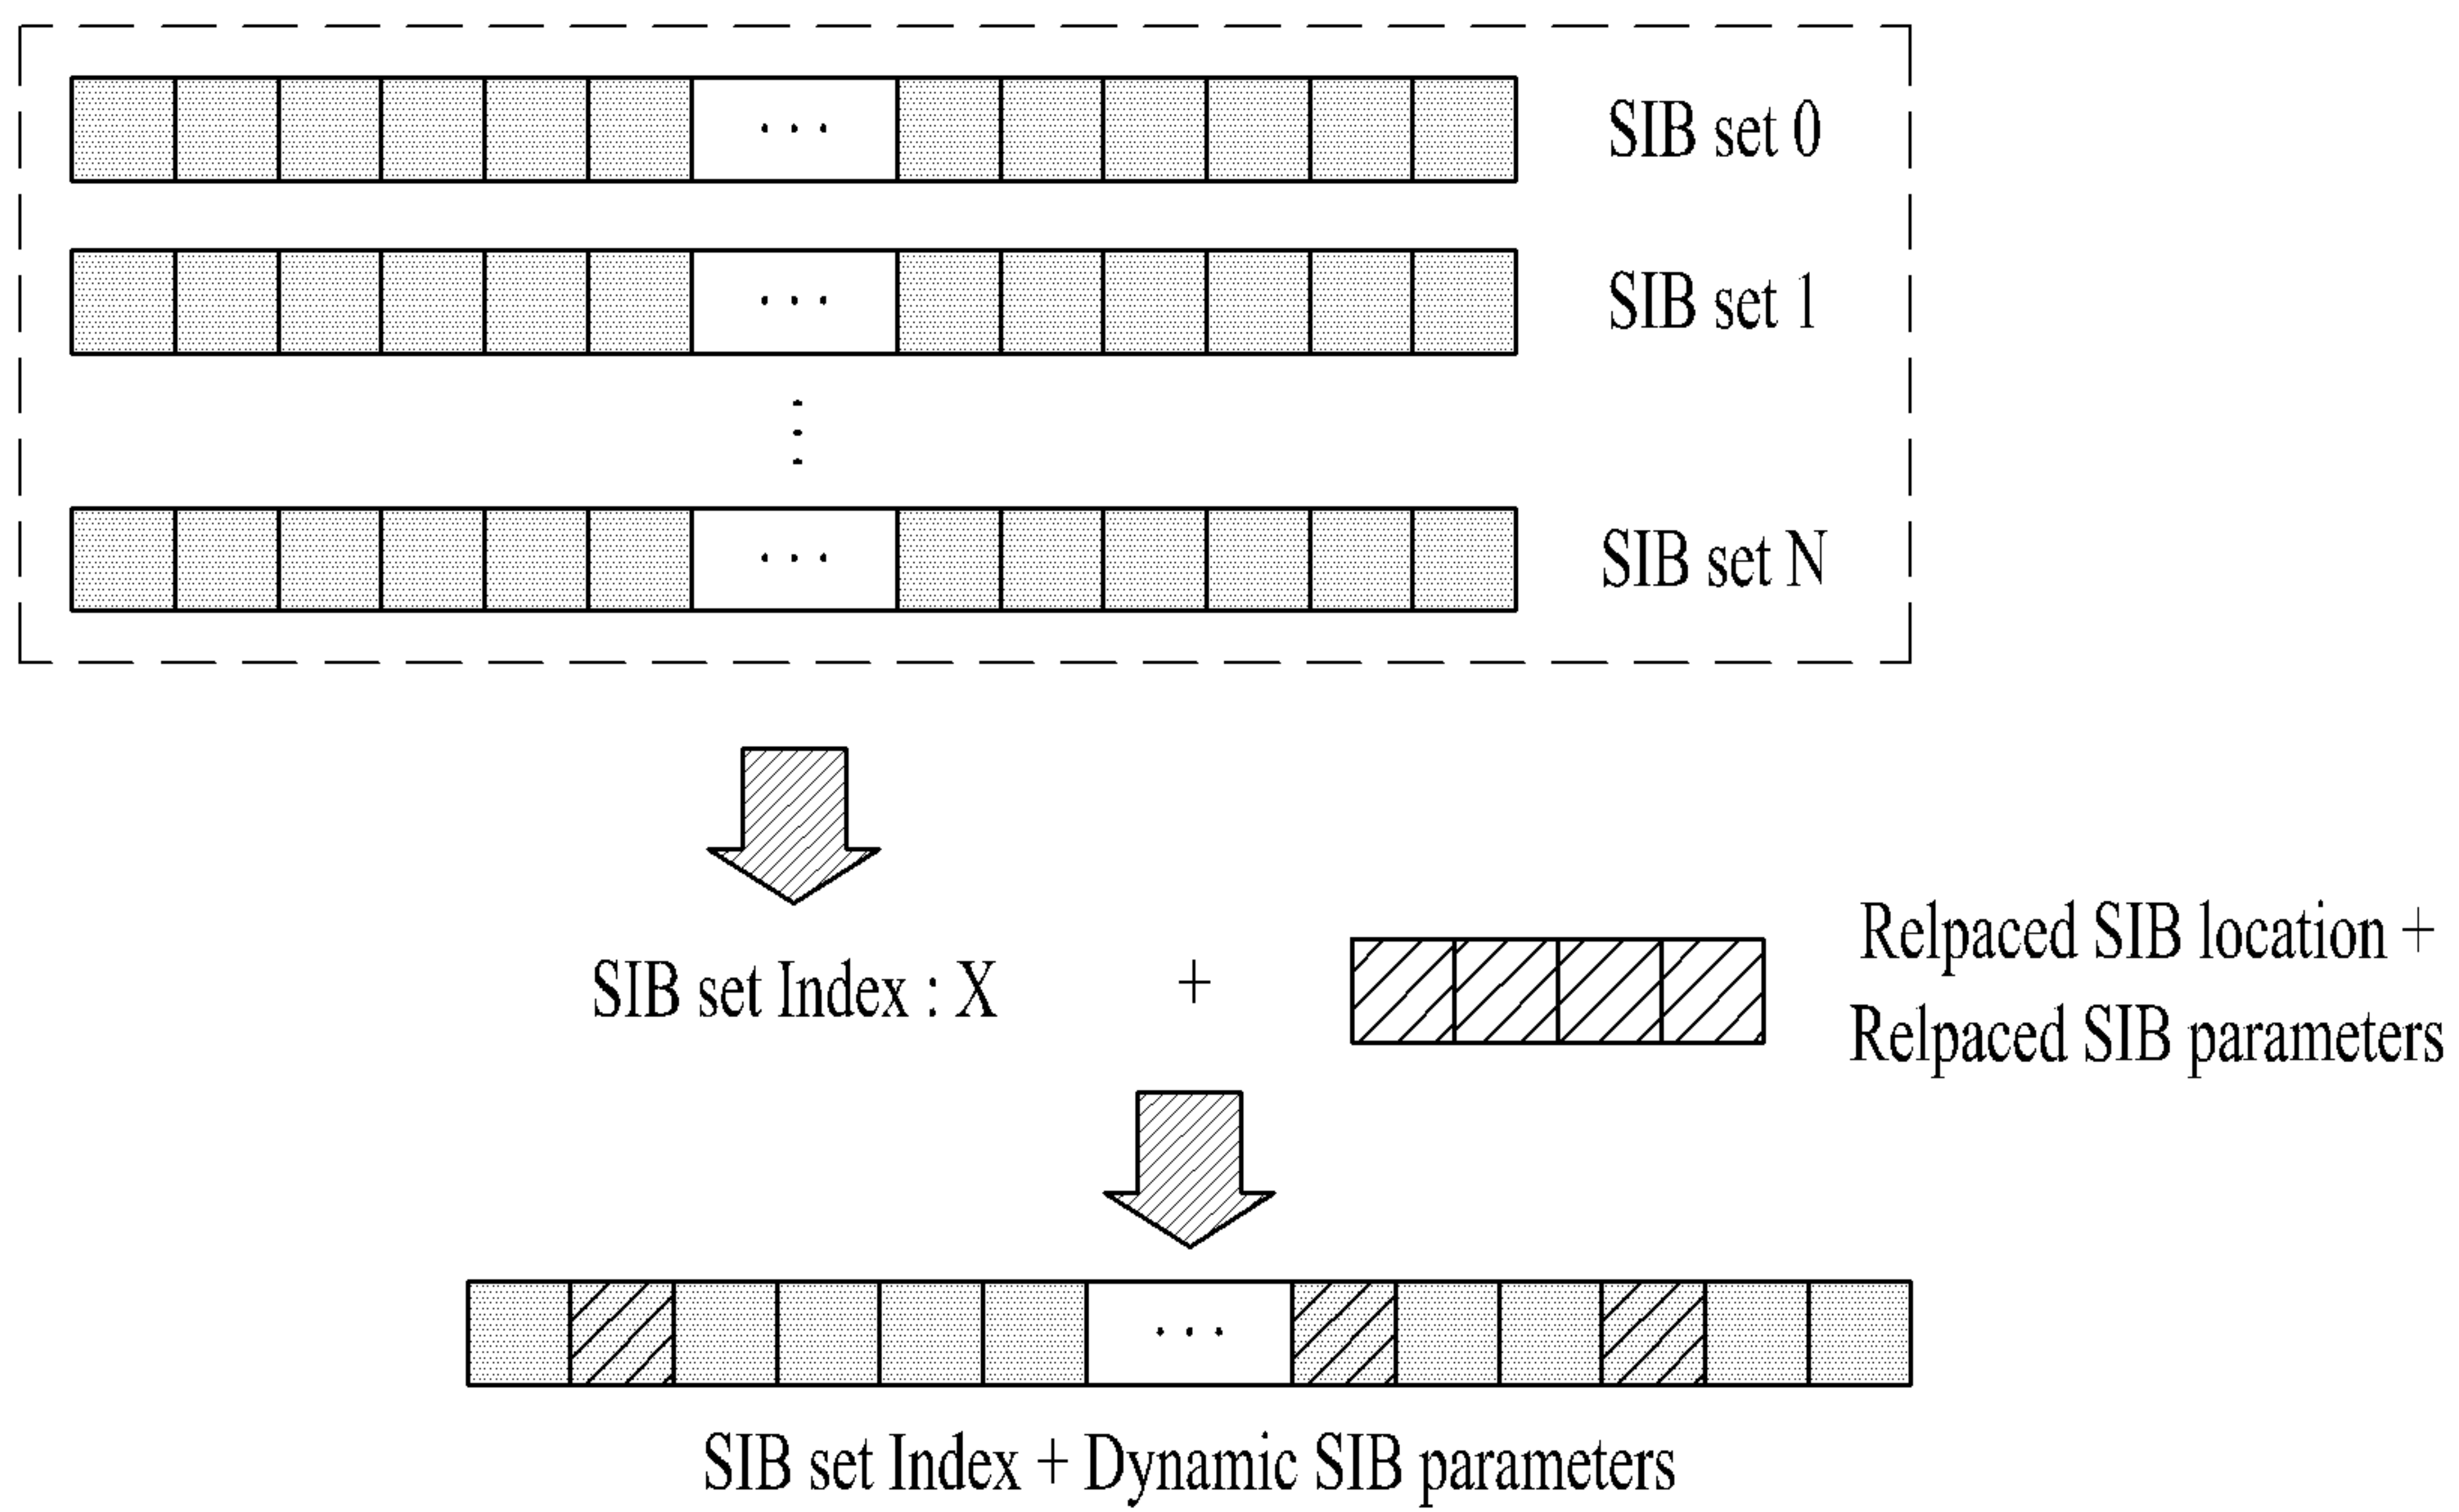 ... SIB set 0
... SIB set 1
...
... SIB set N
SIB set Index : X +
Relpaced SIB location +
Relpaced SIB parameters
...
SIB set Index + Dynamic SIB parameters